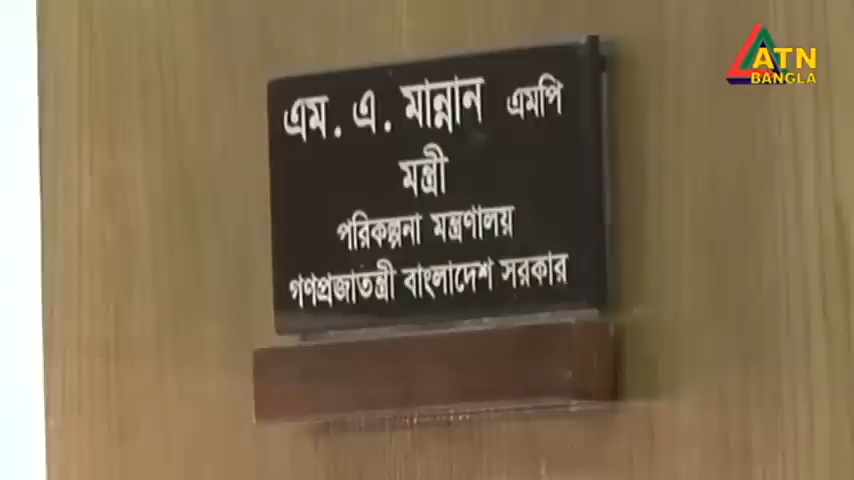 ATN
BANGLA
এম. এ. মান্নান এমপি
মন্ত্রী
পরিকল্পনা মন্ত্রণালয়
গণপ্রজাতন্ত্রী বাংলাদেশ সরকার